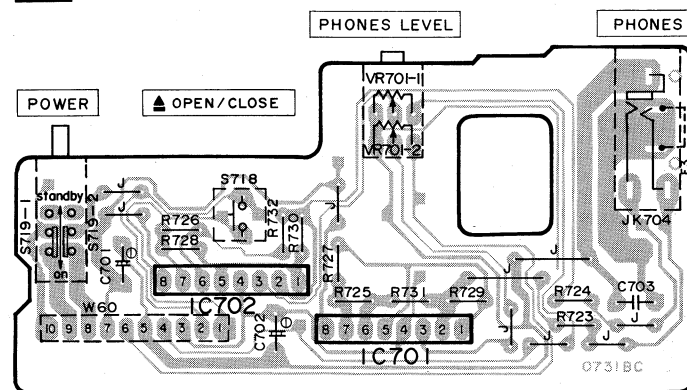 PHONES LEVEL
PHONES
POWER
OPEN/CLOSE
VR701-1
VR701-2
standby
on
S719-1
S719-2
J
J
S718
R726
R728
R732
R730
J
R727
C701
8 7 6 5 4 3 2 1
IC702
W60
10 9 8 7 6 5 4 3 2 1
C702
R725
R731
R729
8 7 6 5 4 3 2 1
IC701
J
J
J
R724
R723
C703
J
J
JK704
0731BC